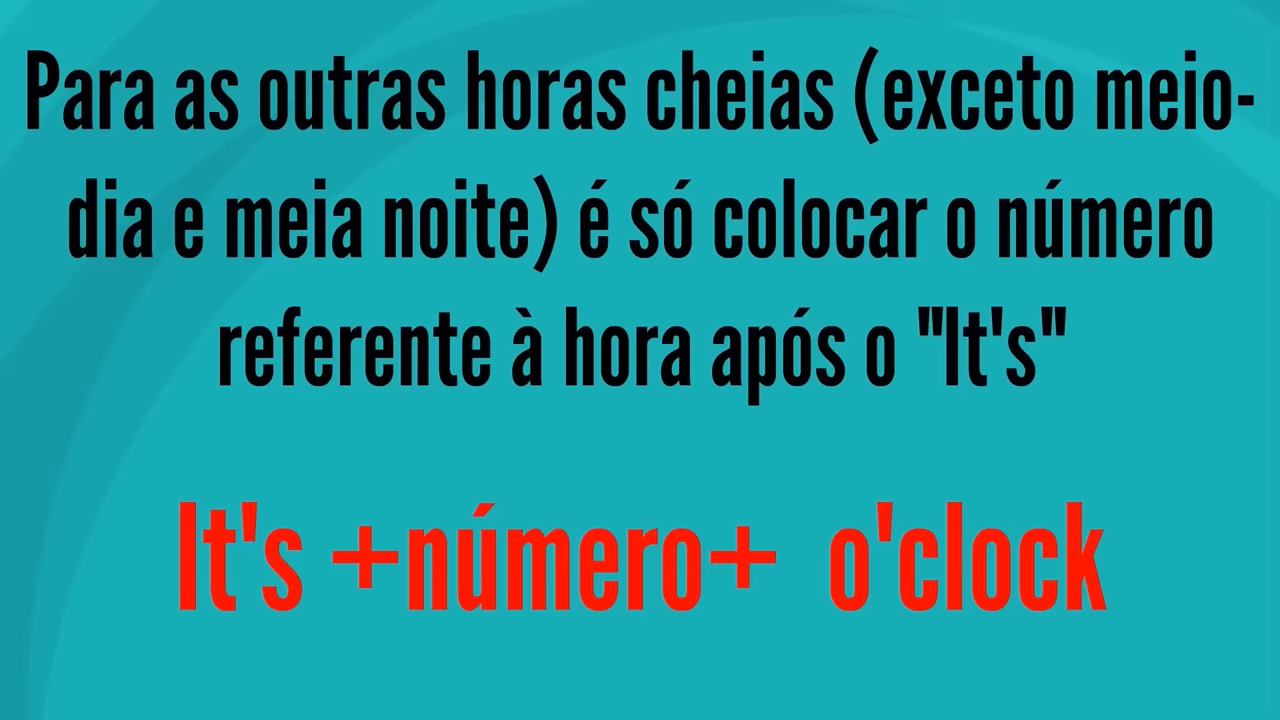 Para as outras horas cheias (exceto meio-
dia e meia noite) é só colocar o número
referente à hora após o "It's"
It's +número+ o'clock